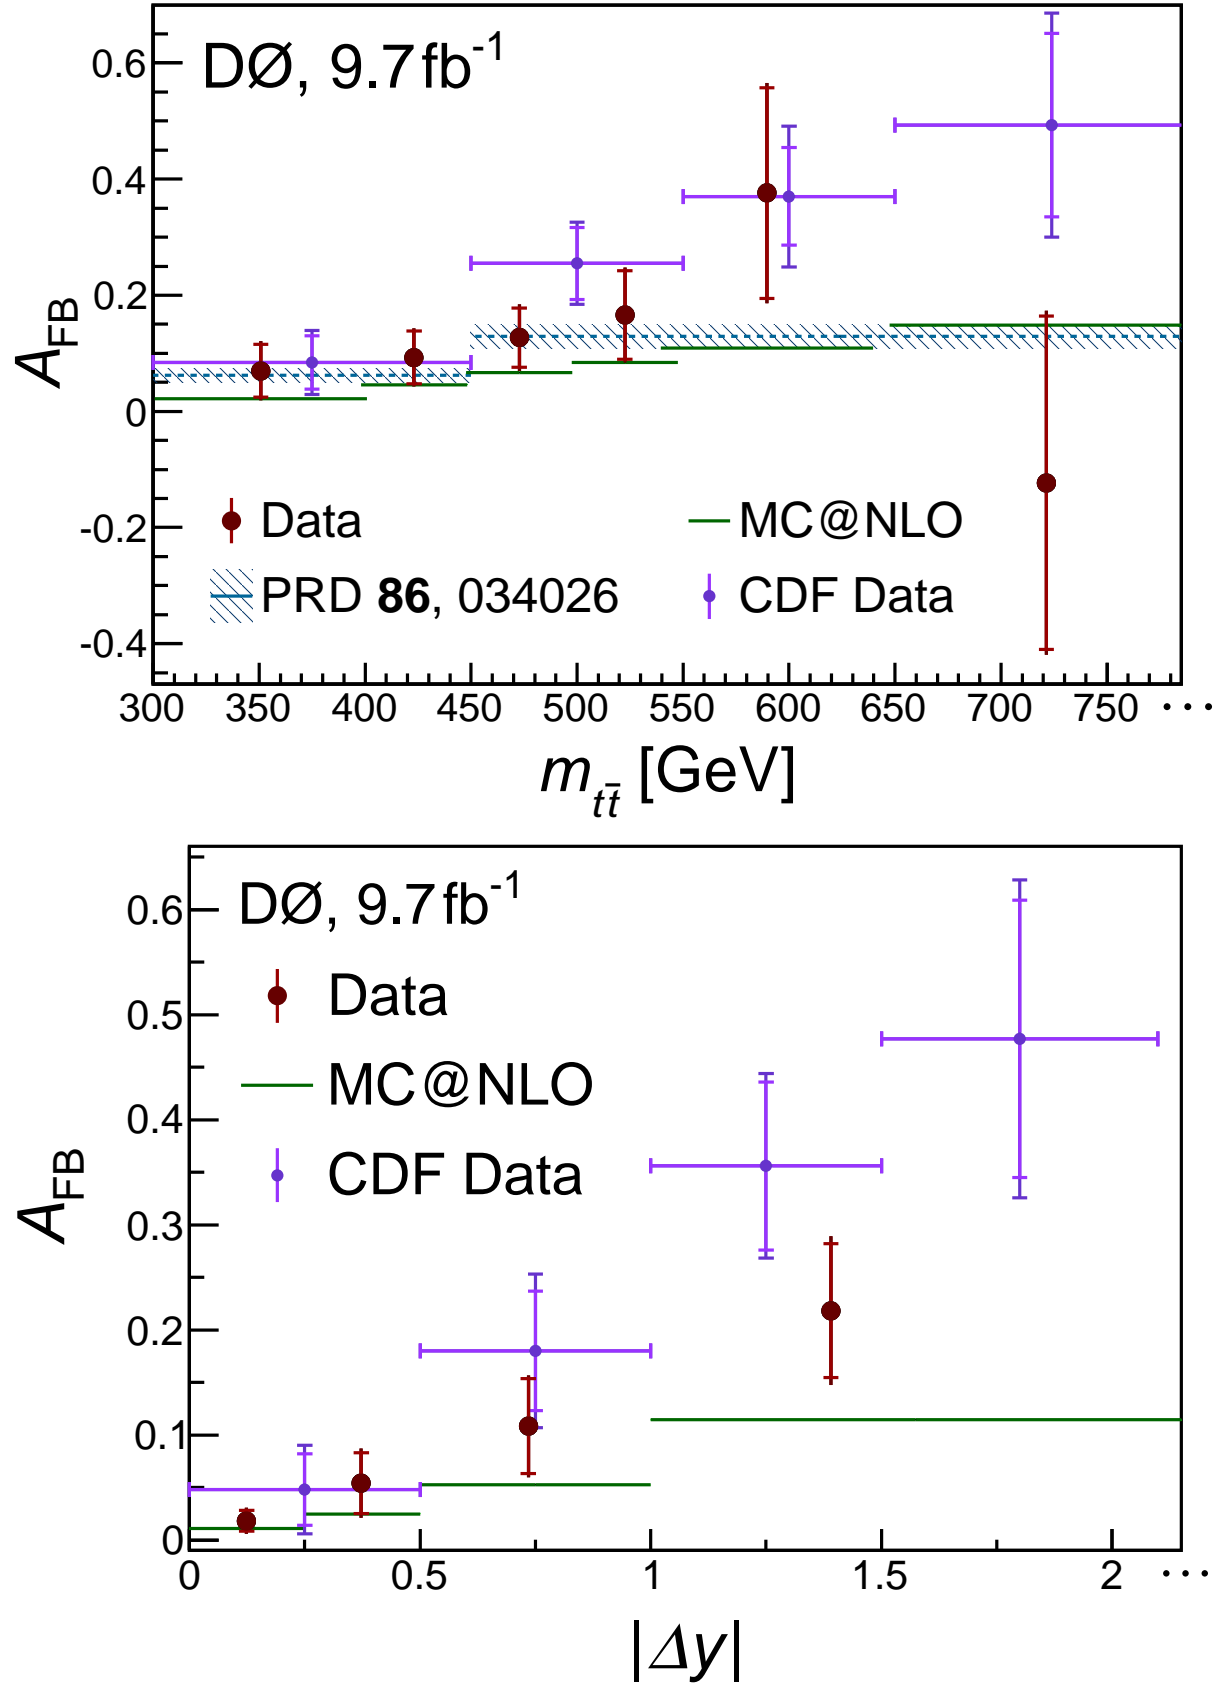 DØ, 9.7 fb-1
0.6
0.4
0.2
0
-0.2
-0.4
AFB
Data
MC@NLO
PRD 86, 034026
CDF Data
300 350 400 450 500 550 600 650 700 750 ...
mtt̄ [GeV]
DØ, 9.7 fb-1
Data
MC@NLO
CDF Data
0.6
0.5
0.4
0.3
0.2
0.1
0
AFB
0 0.5 1 1.5 2 ...
|Δy|